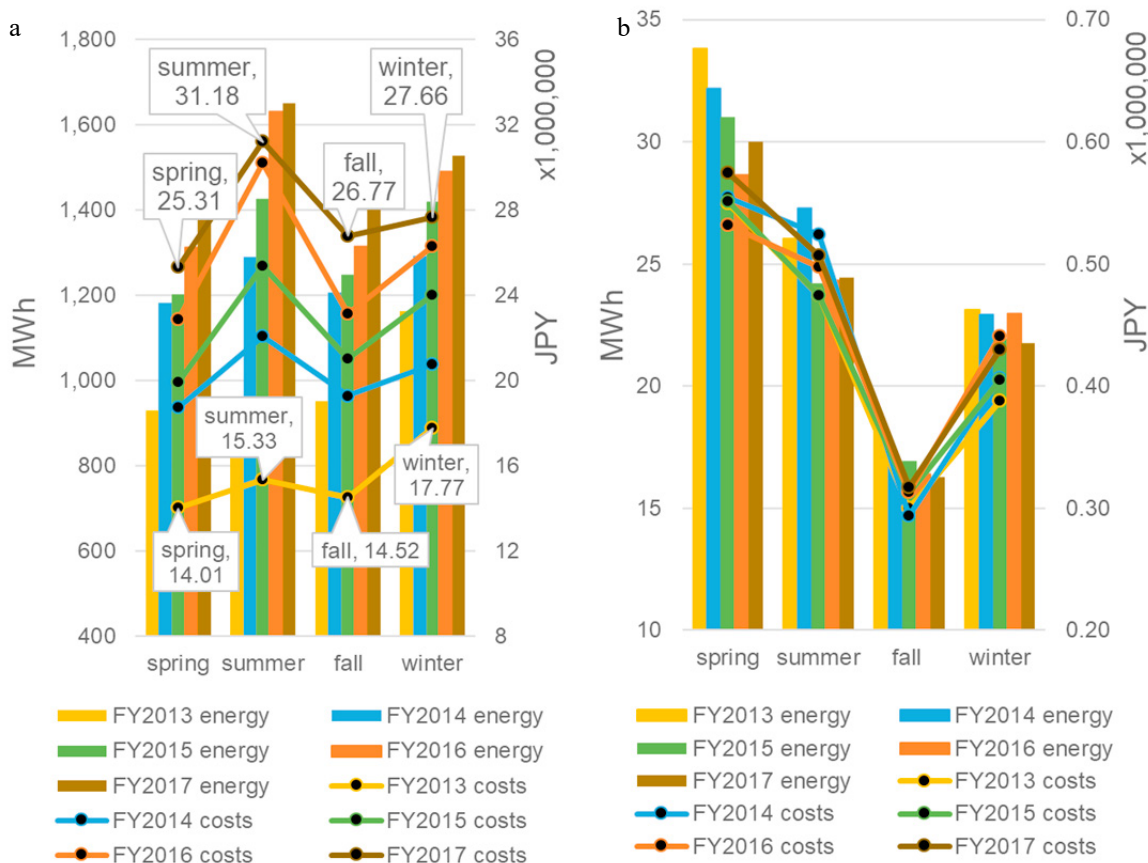 a
1,800
1,600
1,400
1,200
1,000
800
600
400
MWh
36
32
28
24
20
16
12
8
x1,000,000
JPY
summer,
31.18
winter,
27.66
spring,
25.31
fall,
26.77
summer,
15.33
winter,
17.77
spring,
14.01
fall, 14.52
spring summer fall winter
FY2013 energy FY2014 energy
FY2015 energy FY2016 energy
FY2017 energy FY2013 costs
FY2014 costs FY2015 costs
FY2016 costs FY2017 costs
b
35
30
25
20
15
10
MWh
0.70
0.60
0.50
0.40
0.30
0.20
x1,000,000
JPY
spring summer fall winter
FY2013 energy FY2014 energy
FY2015 energy FY2016 energy
FY2017 energy FY2013 costs
FY2014 costs FY2015 costs
FY2016 costs FY2017 costs